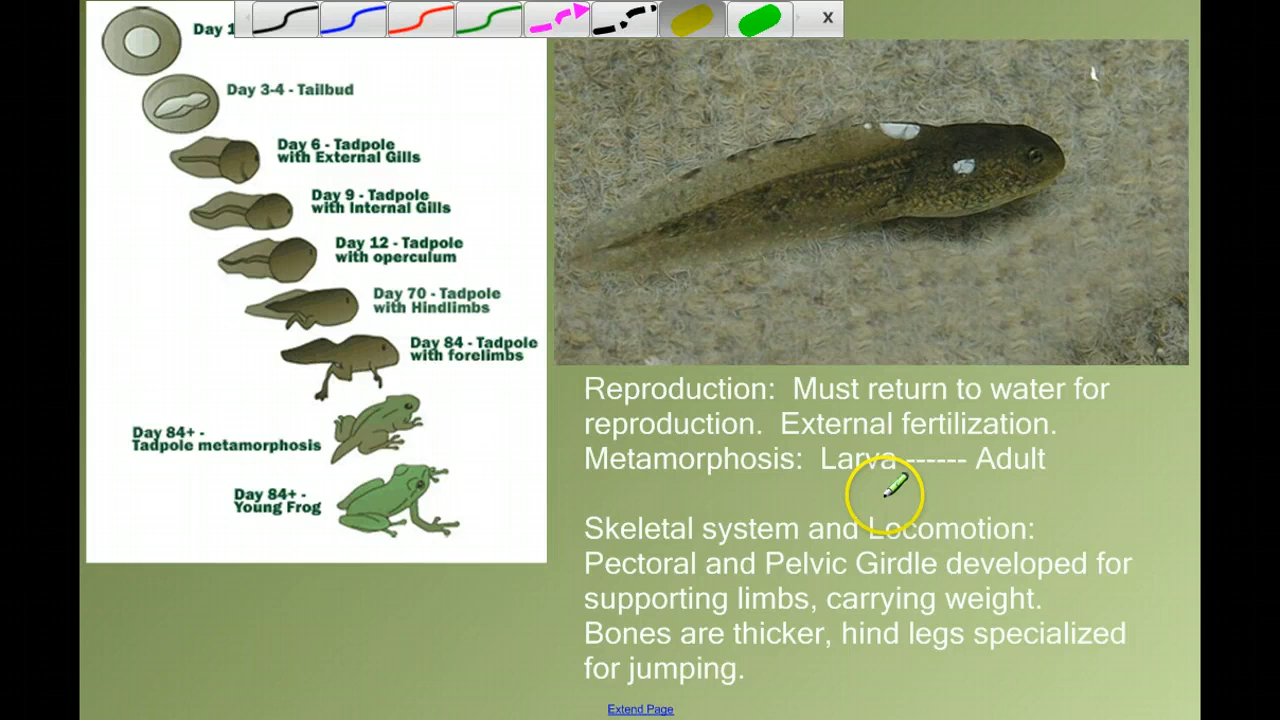 Day 1
Day 3-4 - Tailbud
Day 6 - Tadpole
with External Gills
Day 9 - Tadpole
with Internal Gills
Day 12 - Tadpole
with operculum
Day 70 - Tadpole
with Hindlimbs
Day 84 - Tadpole
with forelimbs
Day 84+ -
Tadpole metamorphosis
Day 84+ -
Young Frog
X
Reproduction: Must return to water for
reproduction. External fertilization.
Metamorphosis: Larva ------ Adult
Skeletal system and Locomotion:
Pectoral and Pelvic Girdle developed for
supporting limbs, carrying weight.
Bones are thicker, hind legs specialized
for jumping.
Extend Page